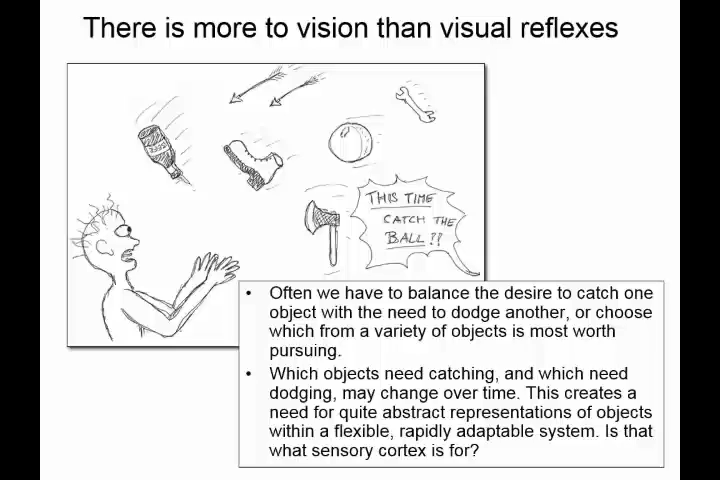 There is more to vision than visual reflexes
THIS TIME
CATCH THE
BALL??
• Often we have to balance the desire to catch one
object with the need to dodge another, or choose
which from a variety of objects is most worth
pursuing.
• Which objects need catching, and which need
dodging, may change over time. This creates a
need for quite abstract representations of objects
within a flexible, rapidly adaptable system. Is that
what sensory cortex is for?